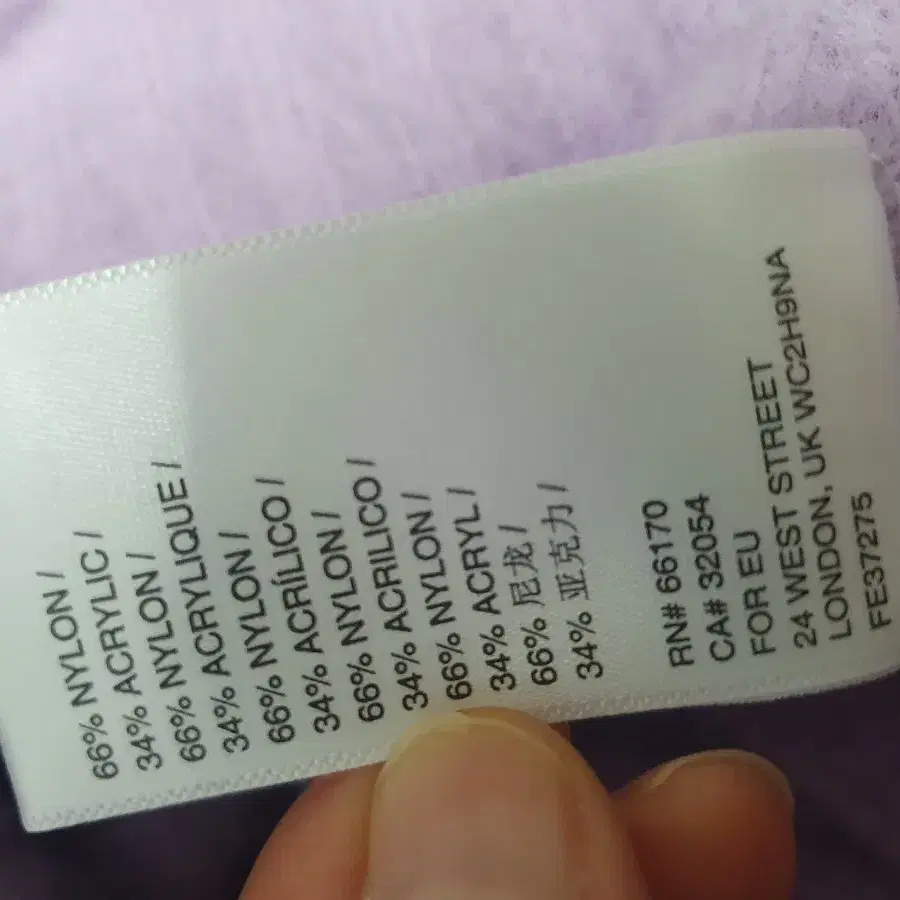 66% NYLON /
34% ACRYLIC /
66% NYLON /
34% ACRYLIQUE /
66% NYLON /
34% ACRÍLICO /
66% NYLON /
34% ACRILICO /
66% NYLON /
34% ACRYL /
66% 尼龙 /
34% 亚克力 /
RN# 66170
CA# 32054
FOR EU
24 WEST STREET
LONDON, UK WC2H9NA
FE37275